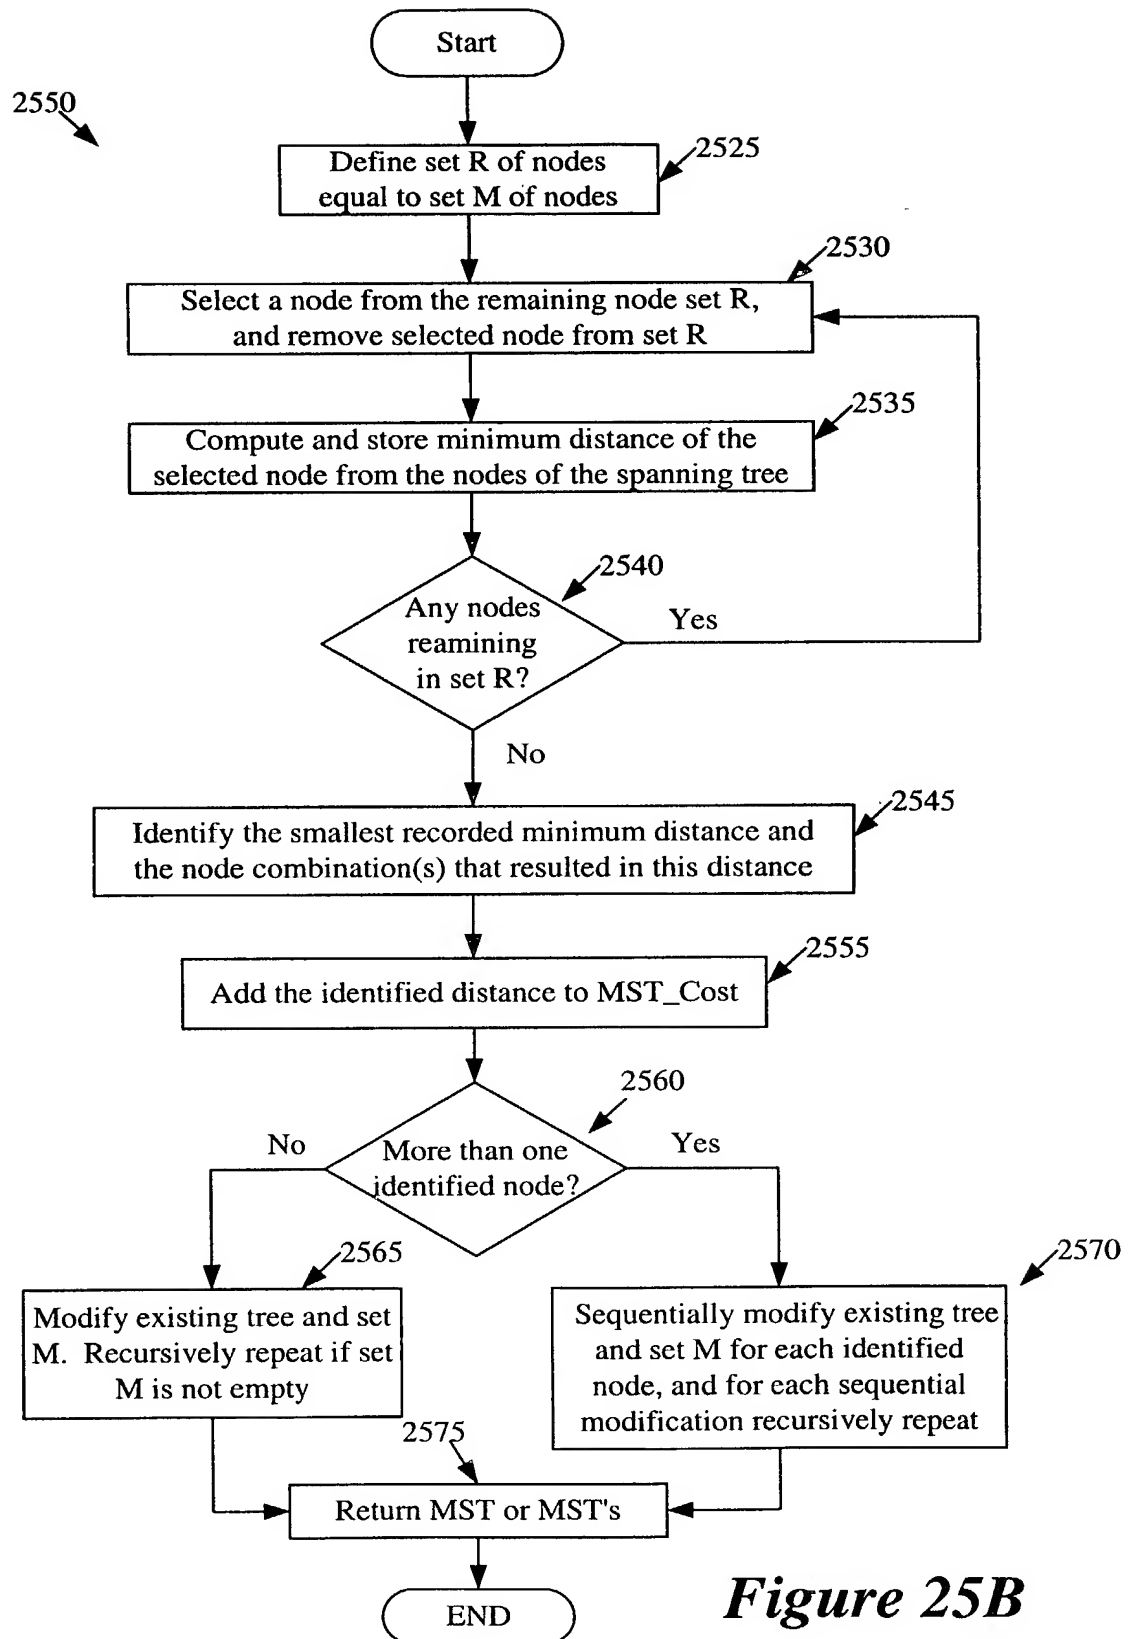 Start
2550
2525
Define set R of nodes
equal to set M of nodes
2530
Select a node from the remaining node set R,
and remove selected node from set R
2535
Compute and store minimum distance of the
selected node from the nodes of the spanning tree
2540
Any nodes
reamining
in set R?
Yes
No
2545
Identify the smallest recorded minimum distance and
the node combination(s) that resulted in this distance
2555
Add the identified distance to MST_Cost
2560
No
More than one
identified node?
Yes
2565
Modify existing tree and set
M. Recursively repeat if set
M is not empty
2570
Sequentially modify existing tree
and set M for each identified
node, and for each sequential
modification recursively repeat
2575
Return MST or MST's
END
Figure 25B